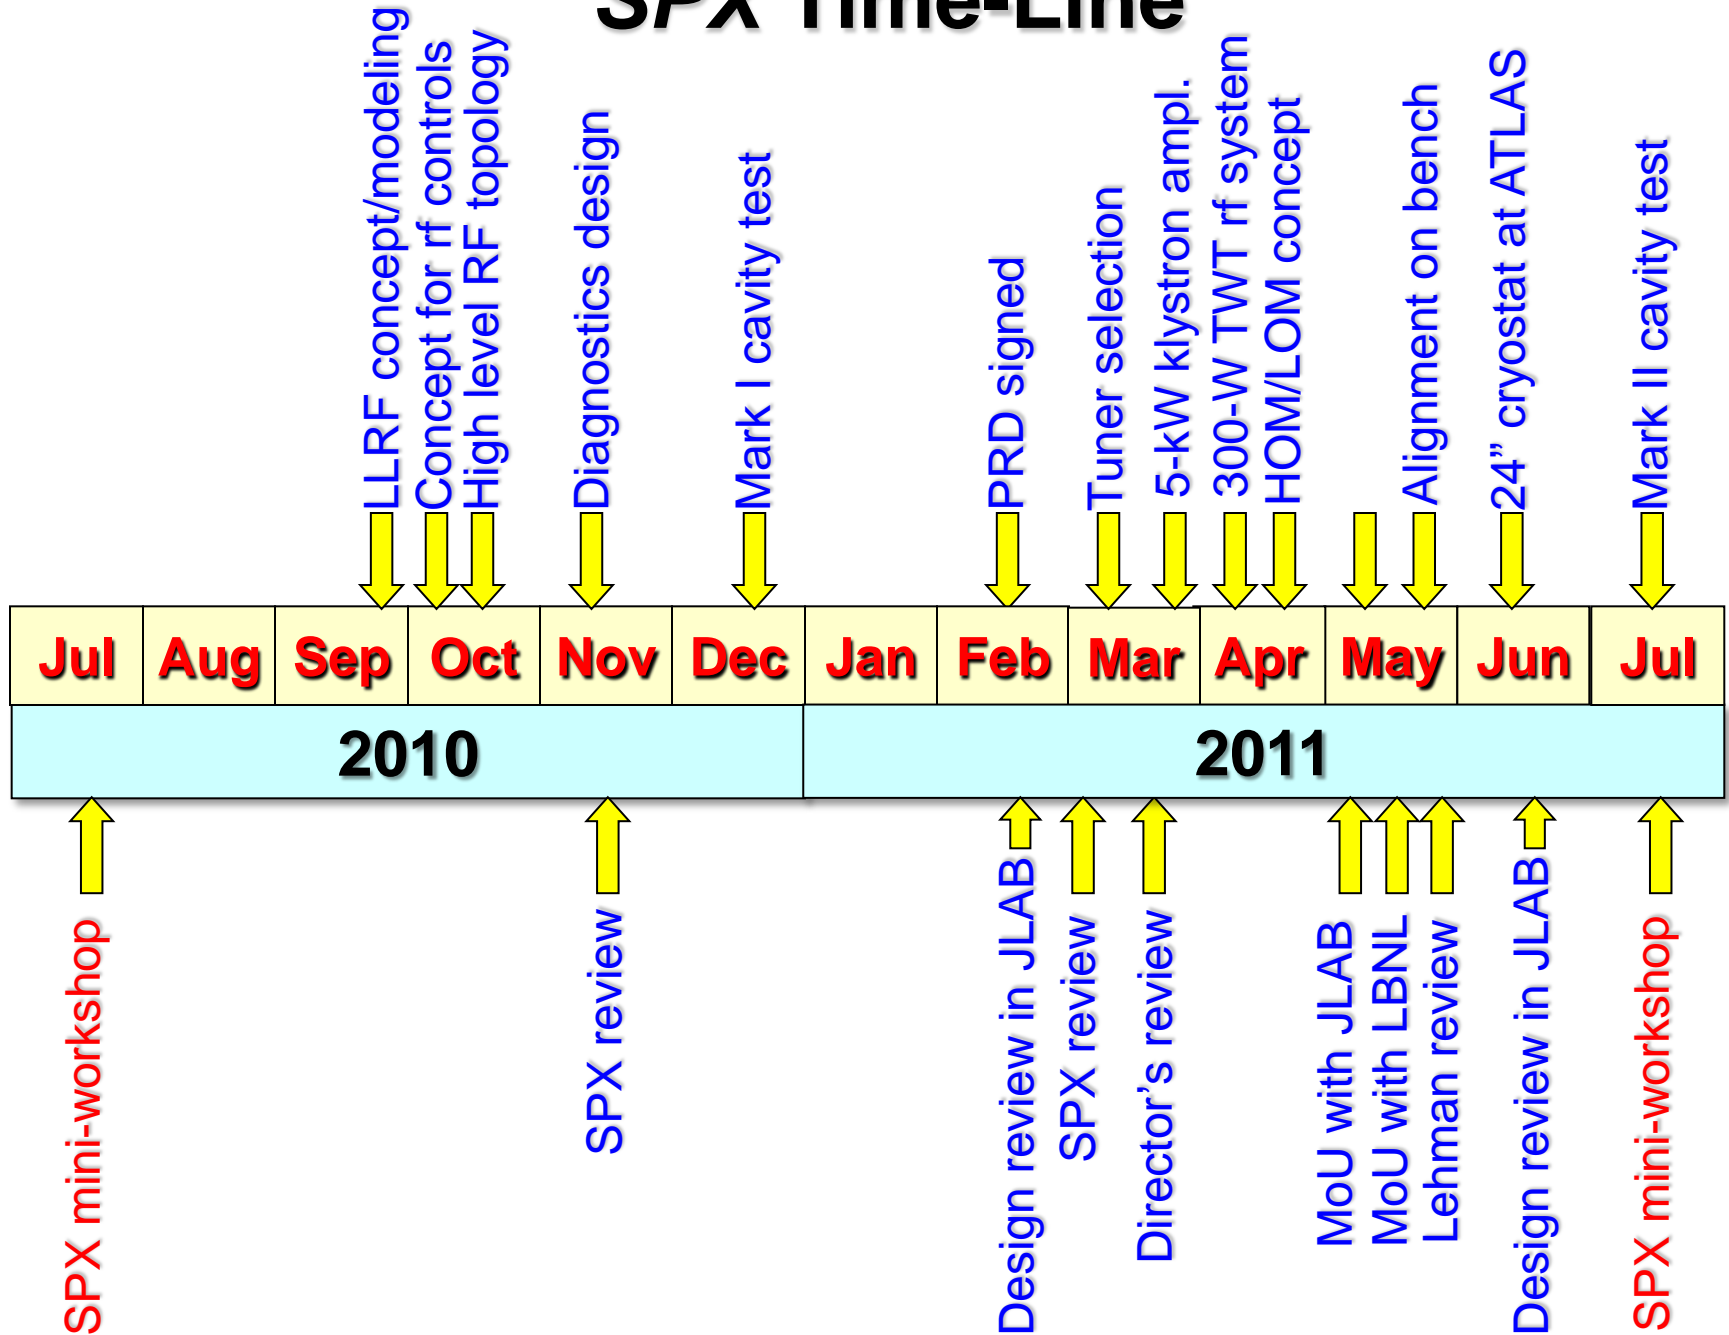 SPX Time-Line
LLRF concept/modeling
Concept for rf controls
High level RF topology
Diagnostics design
Mark I cavity test
PRD signed
Tuner selection
5-kW klystron ampl.
300-W TWT rf system
HOM/LOM concept
Alignment on bench
24” cryostat at ATLAS
Mark II cavity test
Jul Aug Sep Oct Nov Dec Jan Feb Mar Apr May Jun Jul
2010 2011
SPX mini-workshop
SPX review
Design review in JLAB
SPX review
Director’s review
MoU with JLAB
MoU with LBNL
Lehman review
Design review in JLAB
SPX mini-workshop